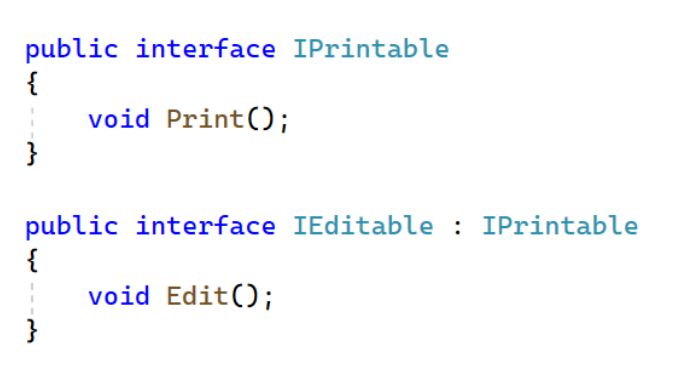 public interface IPrintable
{
    void Print();
}
public interface IEditable : IPrintable
{
    void Edit();
}